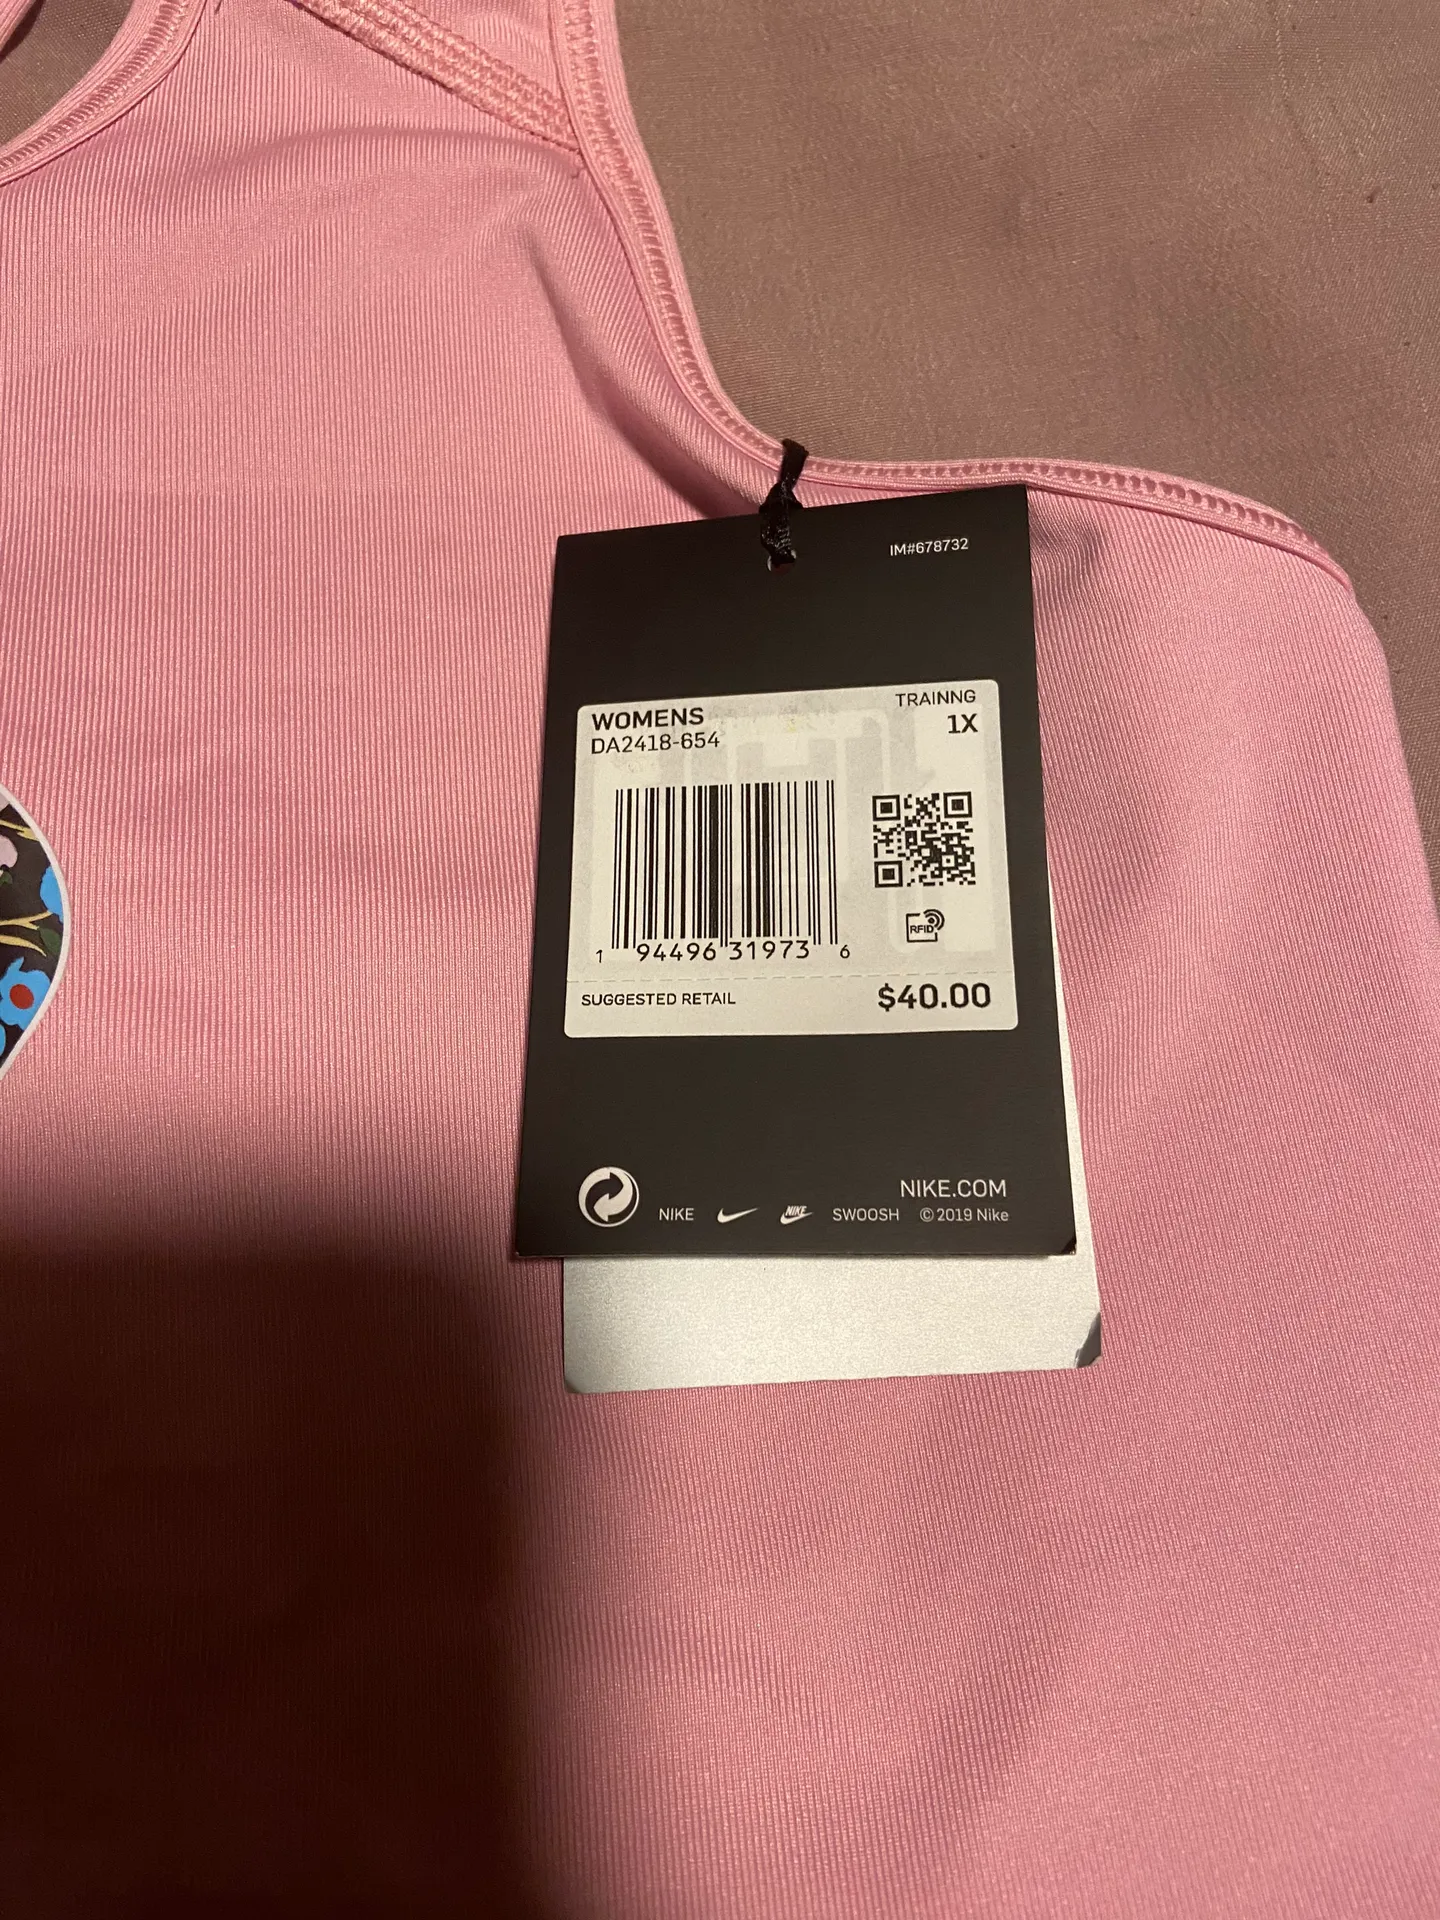 IM#678732
WOMENS
TRAINNG
DA2418-654
1X
1 94496 31973 6
RFID
SUGGESTED RETAIL
$40.00
NIKE.COM
NIKE NIKE SWOOSH © 2019 Nike